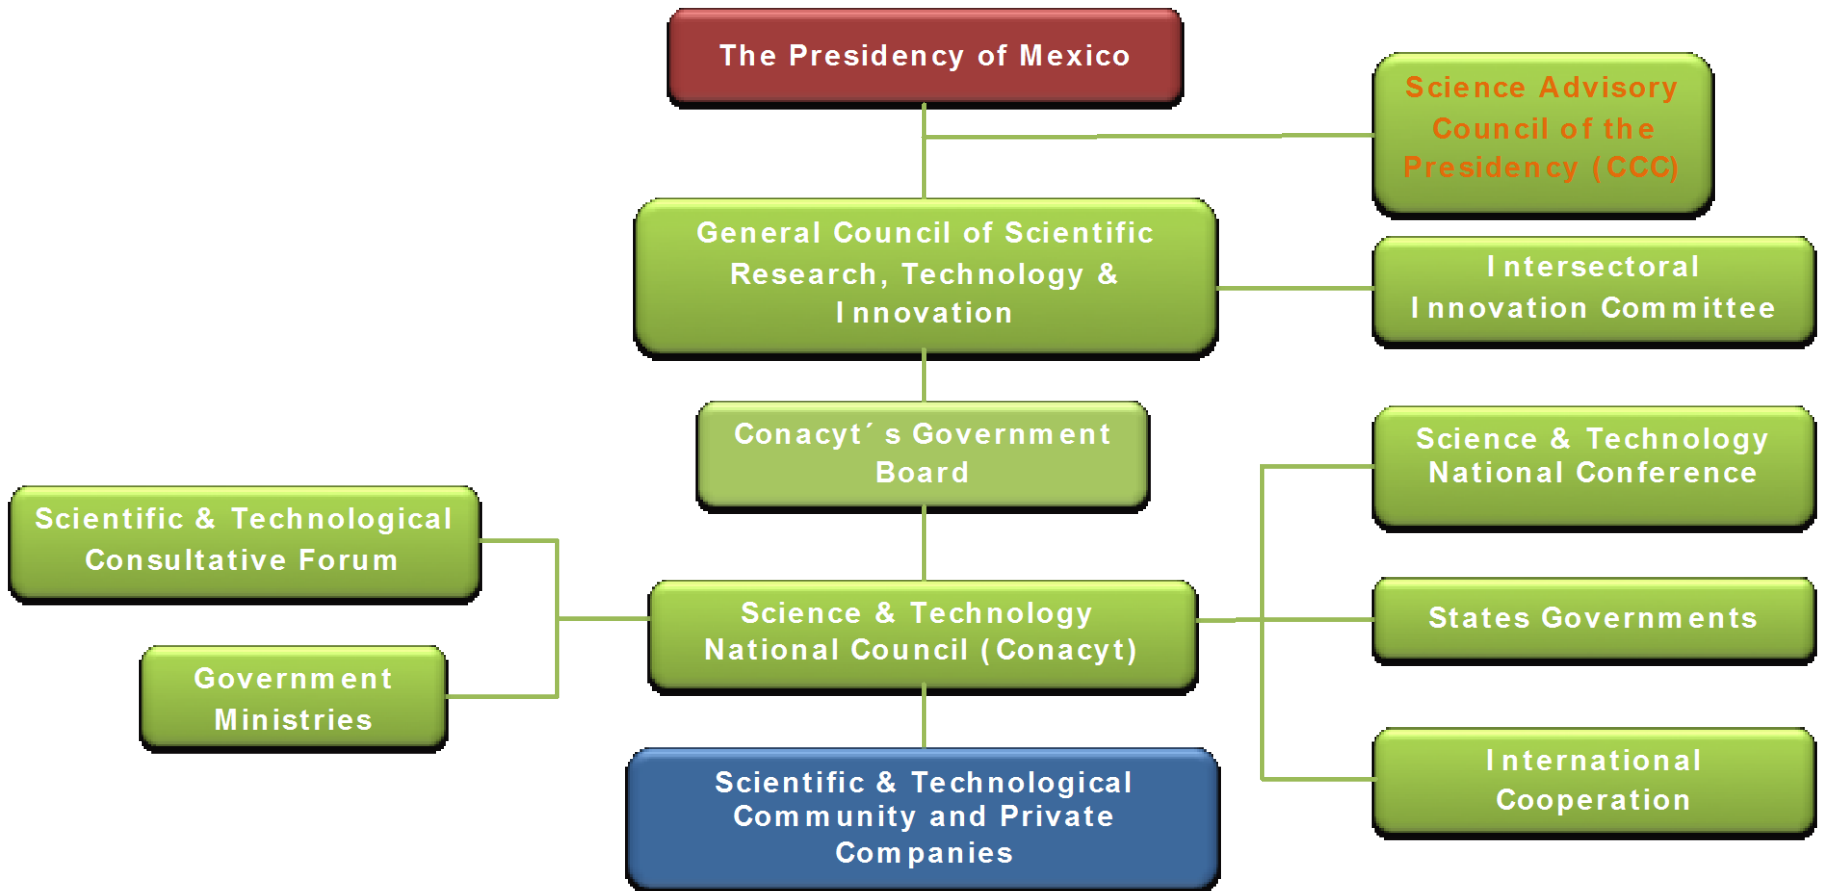 The Presidency of Mexico
Science Advisory
Council of the
Presidency (CCC)
General Council of Scientific
Research, Technology &
Innovation
Intersectoral
Innovation Committee
Conacyt´s Government
Board
Science & Technology
National Conference
Scientific & Technological
Consultative Forum
Science & Technology
National Council (Conacyt)
States Governments
Government
Ministries
Scientific & Technological
Community and Private
Companies
International
Cooperation